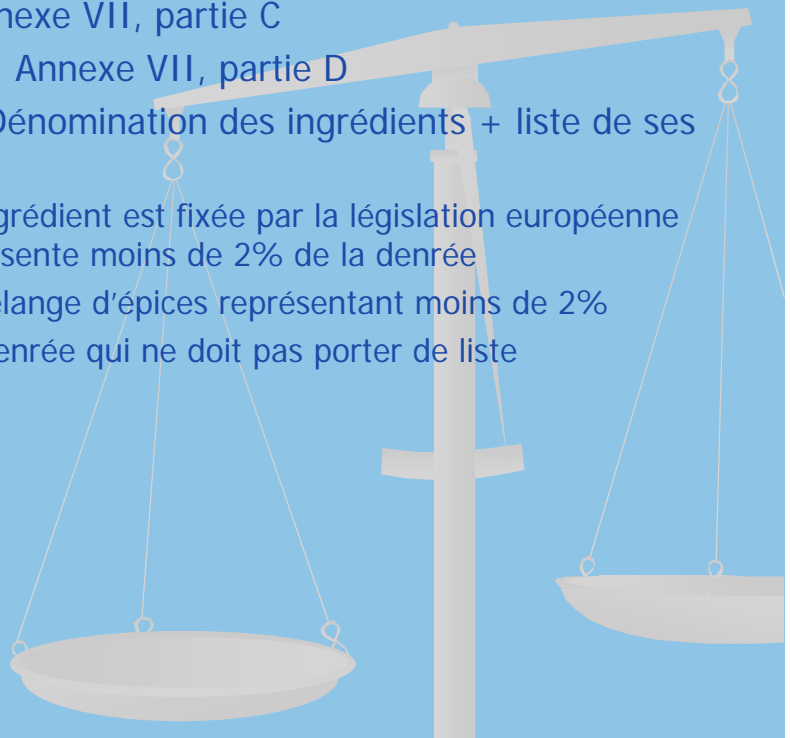 nexe VII, partie C
Annexe VII, partie D
Dénomination des ingrédients + liste de ses
grédient est fixée par la législation européenne
sente moins de 2% de la denrée
élange d'épices représentant moins de 2%
enrée qui ne doit pas porter de liste